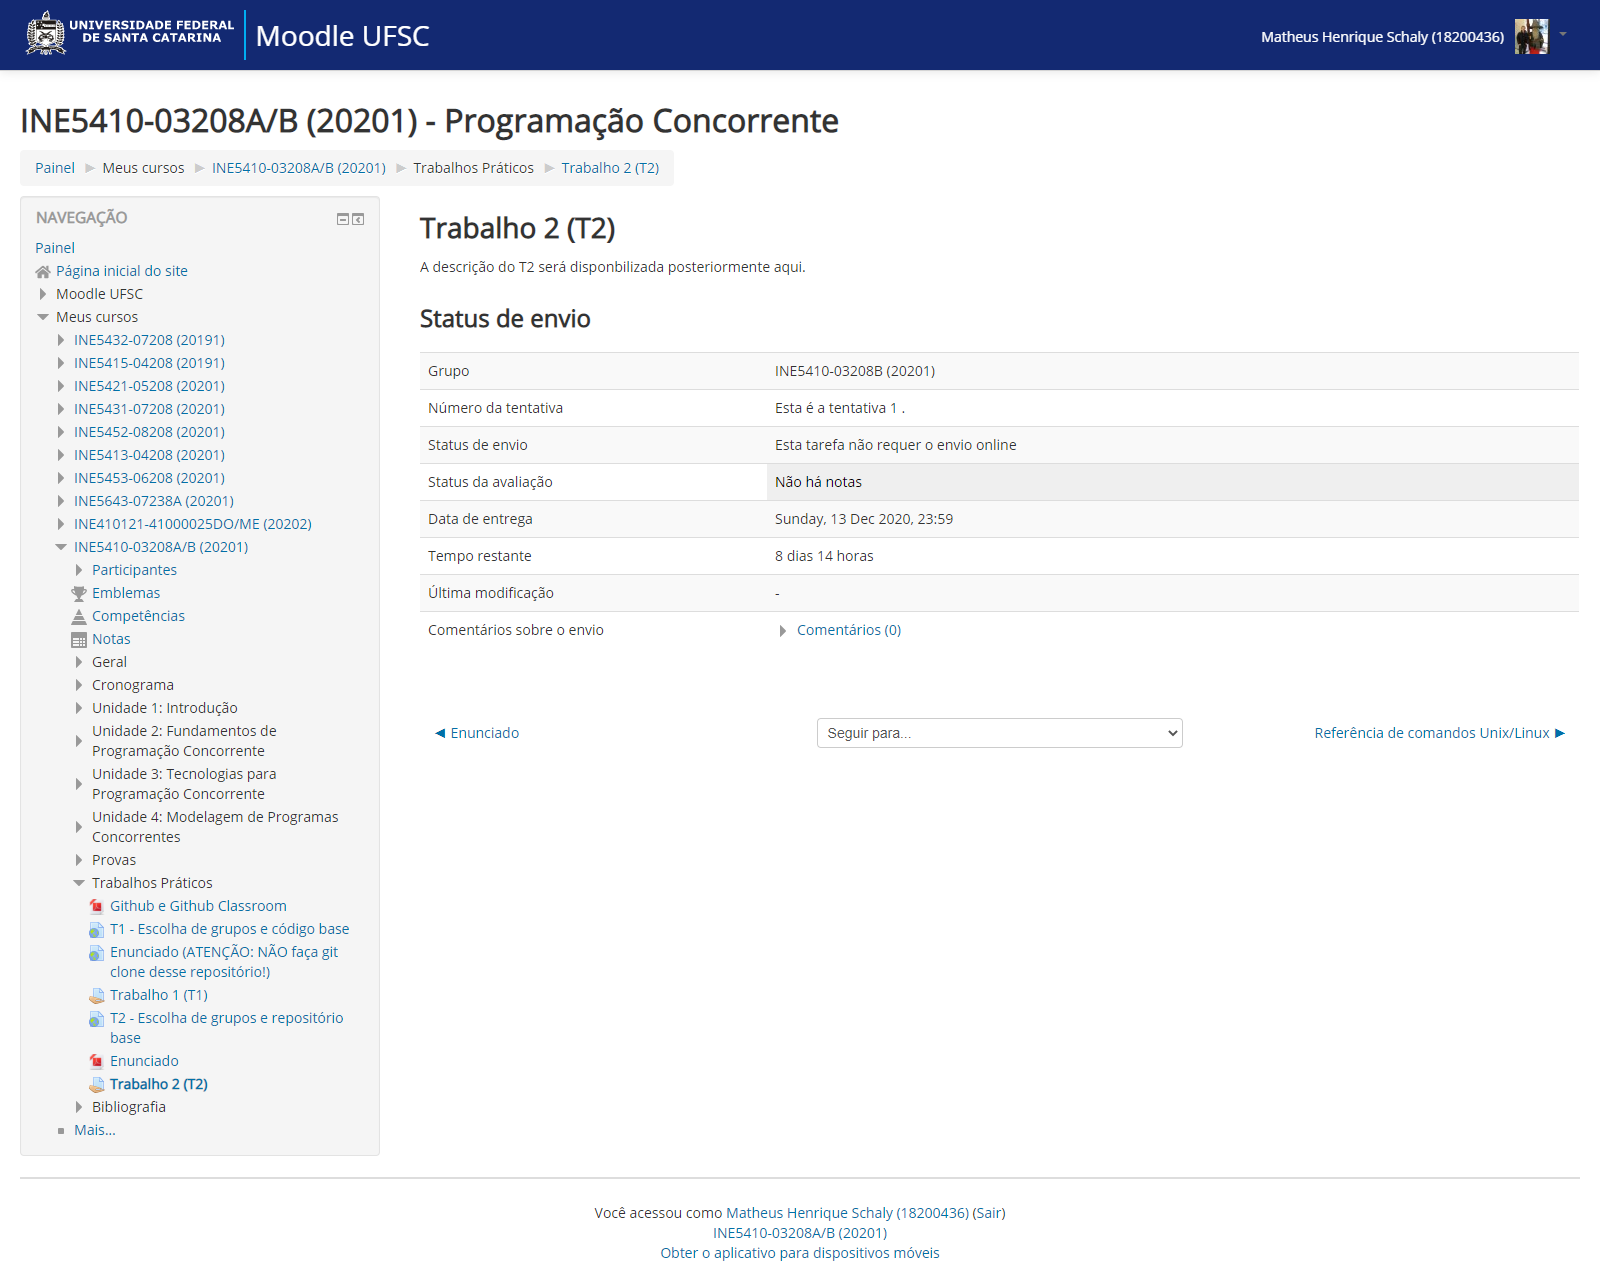 UNIVERSIDADE FEDERAL
DE SANTA CATARINA
Moodle UFSC
Matheus Henrique Schaly (18200436)
INE5410-03208A/B (20201) - Programação Concorrente
Painel ► Meus cursos ► INE5410-03208A/B (20201) ► Trabalhos Práticos ► Trabalho 2 (T2)
NAVEGAÇÃO
Painel
Página inicial do site
Moodle UFSC
Meus cursos
INE5432-07208 (20191)
INE5415-04208 (20191)
INE5421-05208 (20201)
INE5431-07208 (20201)
INE5452-08208 (20201)
INE5413-04208 (20201)
INE5453-06208 (20201)
INE5643-07238A (20201)
INE410121-41000025DO/ME (20202)
INE5410-03208A/B (20201)
Participantes
Emblemas
Competências
Notas
Geral
Cronograma
Unidade 1: Introdução
Unidade 2: Fundamentos de
Programação Concorrente
Unidade 3: Tecnologias para
Programação Concorrente
Unidade 4: Modelagem de Programas
Concorrentes
Provas
Trabalhos Práticos
Github e Github Classroom
T1 - Escolha de grupos e código base
Enunciado (ATENÇÃO: NÃO faça git
clone desse repositório!)
Trabalho 1 (T1)
T2 - Escolha de grupos e repositório
base
Enunciado
Trabalho 2 (T2)
Bibliografia
Mais...
Trabalho 2 (T2)
A descrição do T2 será disponbilizada posteriormente aqui.
Status de envio
Grupo INE5410-03208B (20201)
Número da tentativa Esta é a tentativa 1 .
Status de envio Esta tarefa não requer o envio online
Status da avaliação Não há notas
Data de entrega Sunday, 13 Dec 2020, 23:59
Tempo restante 8 dias 14 horas
Última modificação -
Comentários sobre o envio Comentários (0)
◄ Enunciado Seguir para... Referência de comandos Unix/Linux ►
Você acessou como Matheus Henrique Schaly (18200436) (Sair)
INE5410-03208A/B (20201)
Obter o aplicativo para dispositivos móveis